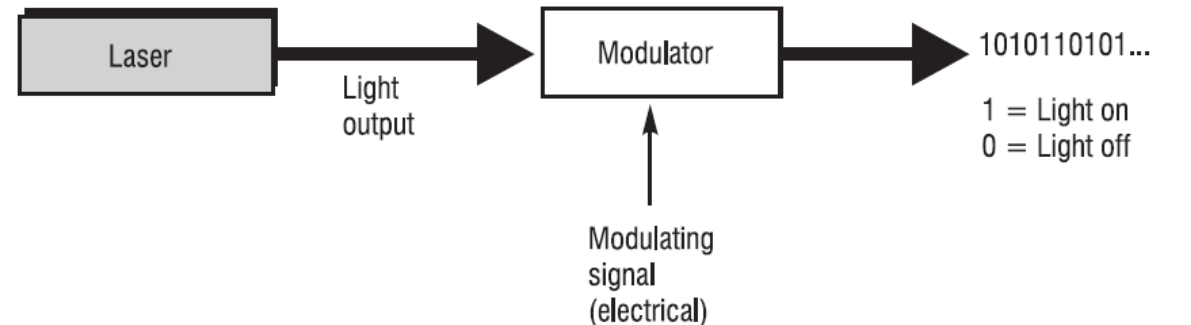 Laser
Light
output
Modulator
Modulating
signal
(electrical)
1010110101...
1 = Light on
0 = Light off